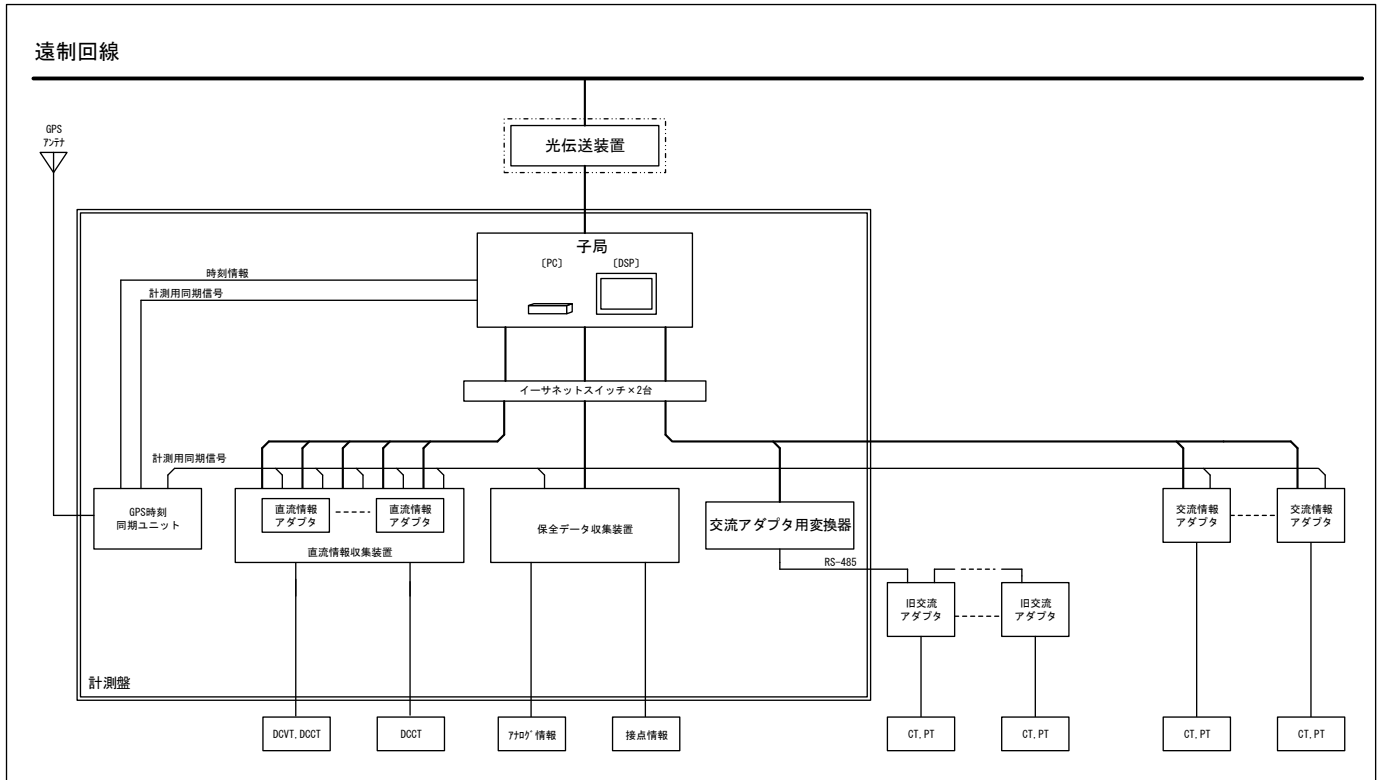 遠制回線
GPS
ｱﾝﾃﾅ
光伝送装置
子局
[PC]
[DSP]
時刻情報
計測用同期信号
イーサネットスイッチ×2台
計測用同期信号
GPS時刻
同期ユニット
直流情報
アダプタ
直流情報
アダプタ
直流情報収集装置
保全データ収集装置
交流アダプタ用変換器
交流情報
アダプタ
交流情報
アダプタ
RS-485
旧交流
アダプタ
旧交流
アダプタ
計測盤
DCVT.DCCT
DCCT
ｱﾅﾛｸﾞ情報
接点情報
CT.PT
CT.PT
CT.PT
CT.PT